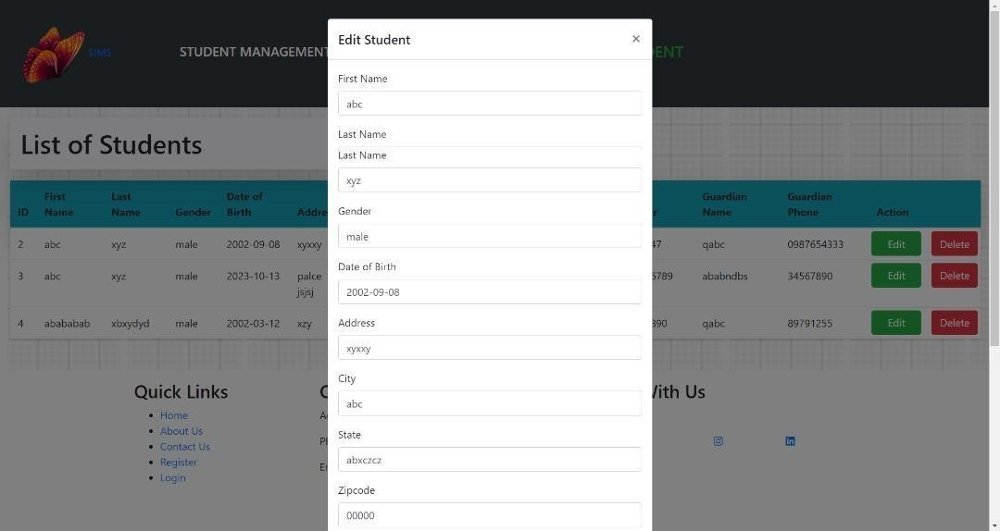 SIMS
STUDENT MANAGEMENT
DENT
List of Students
ID First Name Last Name Gender Date of Birth Addre r Guardian Name Guardian Phone Action
2 abc xyz male 2002-09-08 xyxxy 47 qabc 0987654333 Edit Delete
3 abc xyz male 2023-10-13 palce jsjsj 6789 ababndbs 34567890 Edit Delete
4 abababab xbxydyd male 2002-03-12 xzy 890 qabc 89791255 Edit Delete
Edit Student ×
First Name
abc
Last Name
Last Name
xyz
Gender
male
Date of Birth
2002-09-08
Address
xyxxy
City
abc
State
abxczcz
Zipcode
00000
Quick Links
Home
About Us
Contact Us
Register
Login
With Us